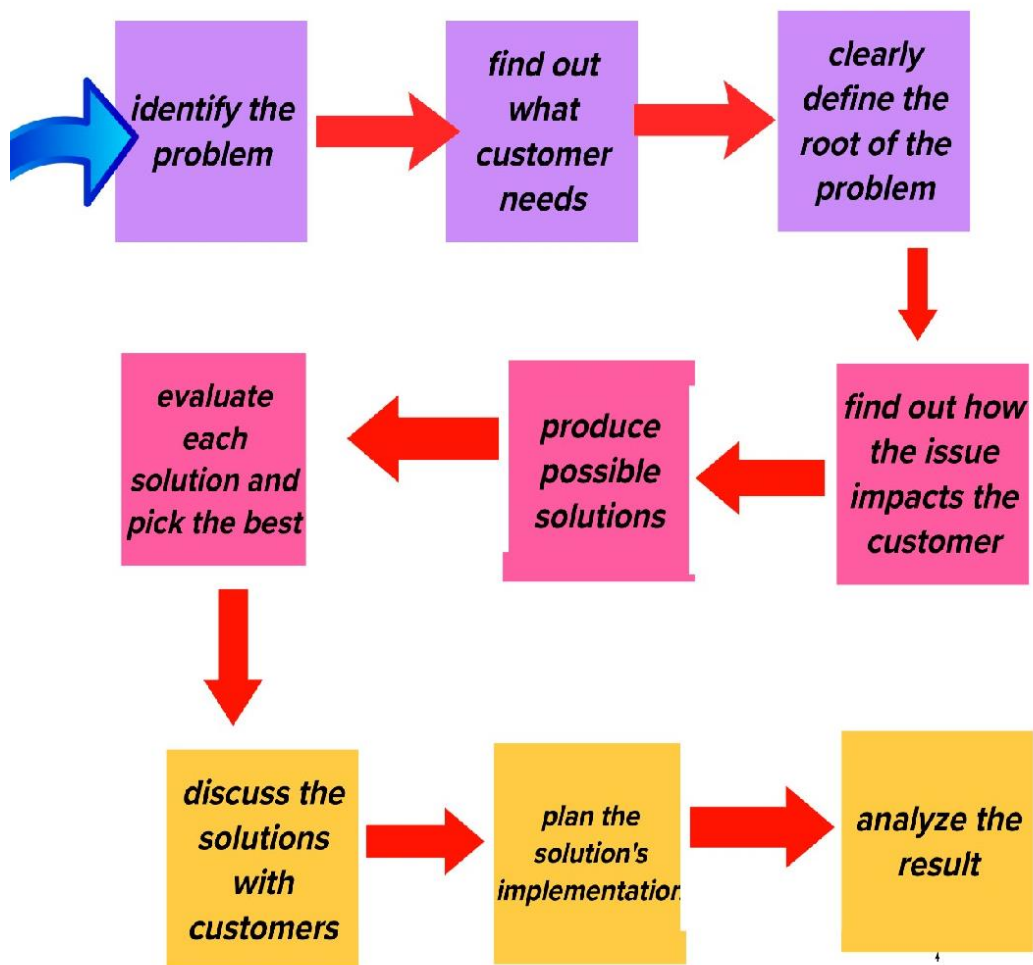 identify the
problem
find out
what
customer
needs
clearly
define the
root of the
problem
find out how
the issue
impacts the
customer
produce
possible
solutions
evaluate
each
solution and
pick the best
discuss the
solutions
with
customers
plan the
solution's
implementation
analyze the
result